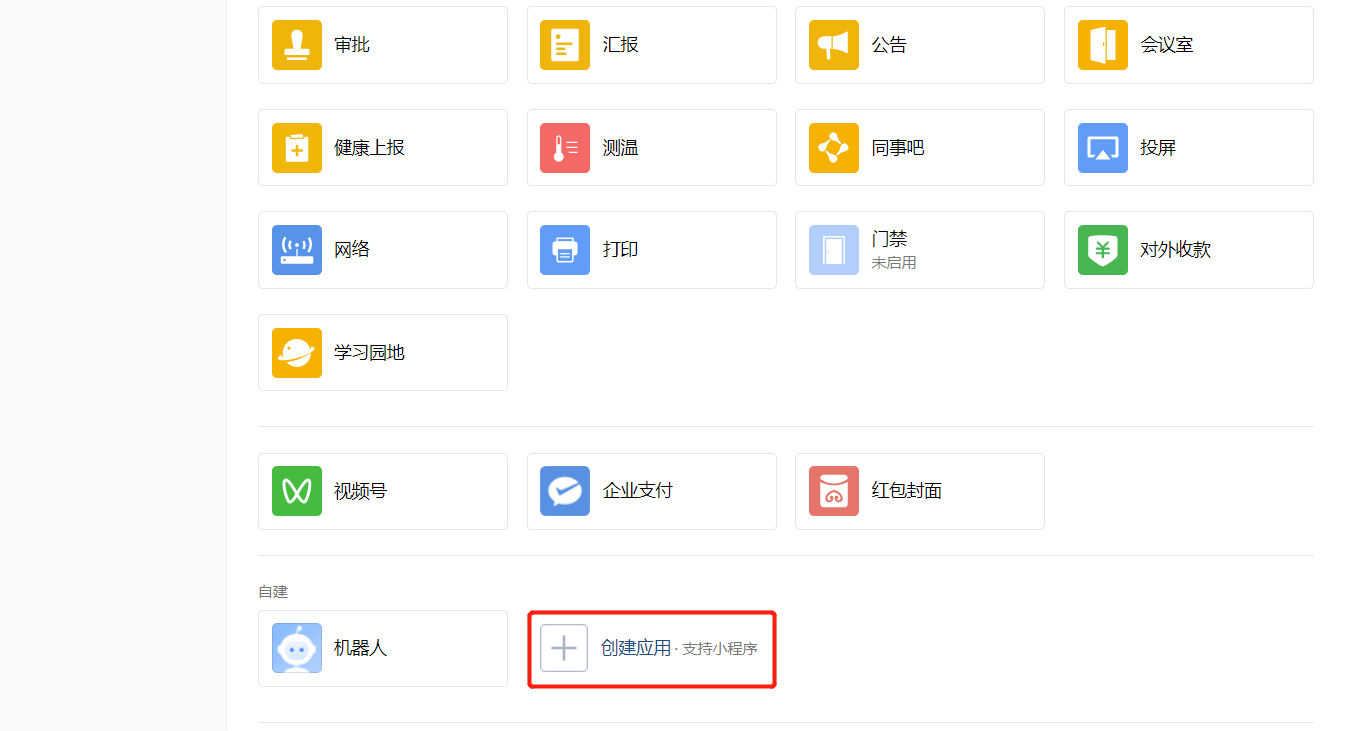 审批
汇报
公告
会议室
健康上报
测温
同事吧
投屏
网络
打印
门禁
未启用
对外收款
学习园地
视频号
企业支付
红包封面
自建
机器人
创建应用 · 支持小程序